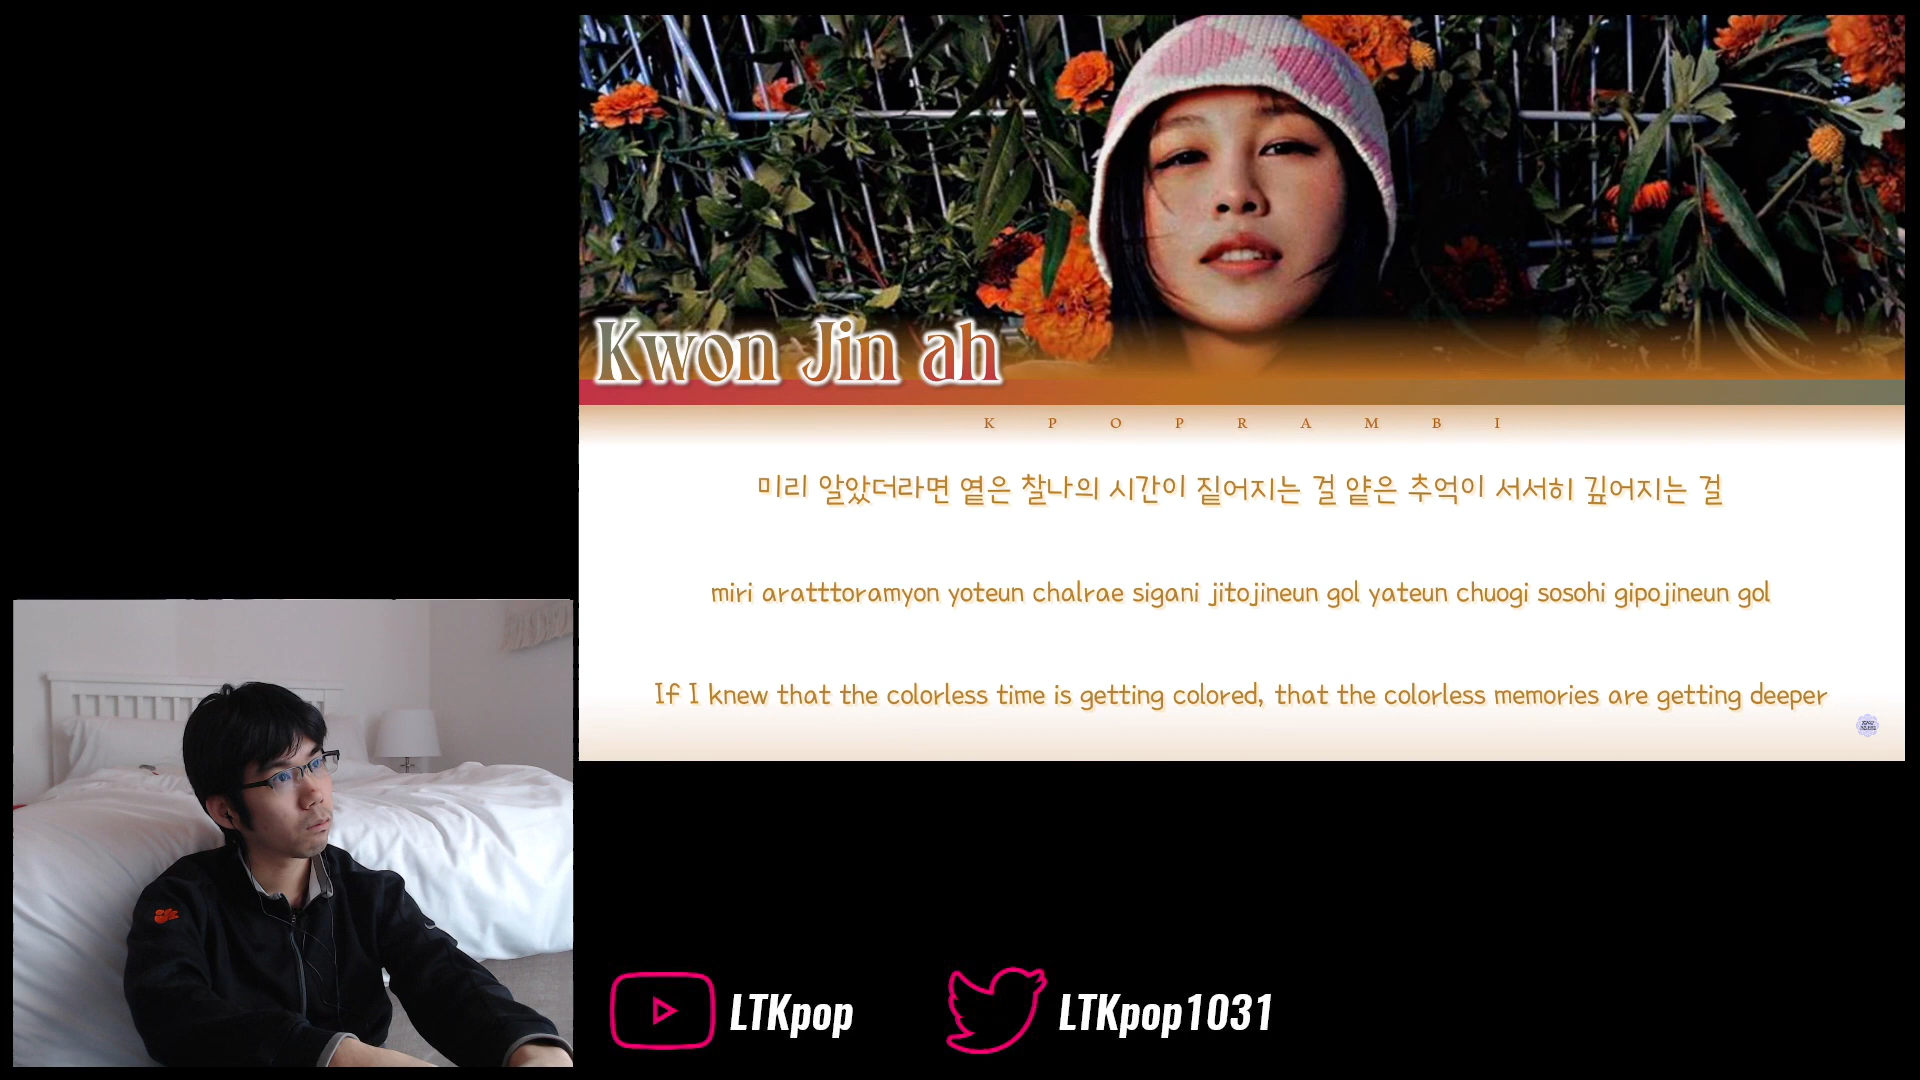 Kwon Jin ah
K P O P R A M B I
미리 알았더라면 옅은 찰나의 시간이 짙어지는 걸 얕은 추억이 서서히 깊어지는 걸
miri aratttoramyon yoteun chalrae sigani jitojineun gol yateun chuogi sosohi gipojineun gol
If I knew that the colorless time is getting colored, that the colorless memories are getting deeper
LTKpop
LTKpop1031